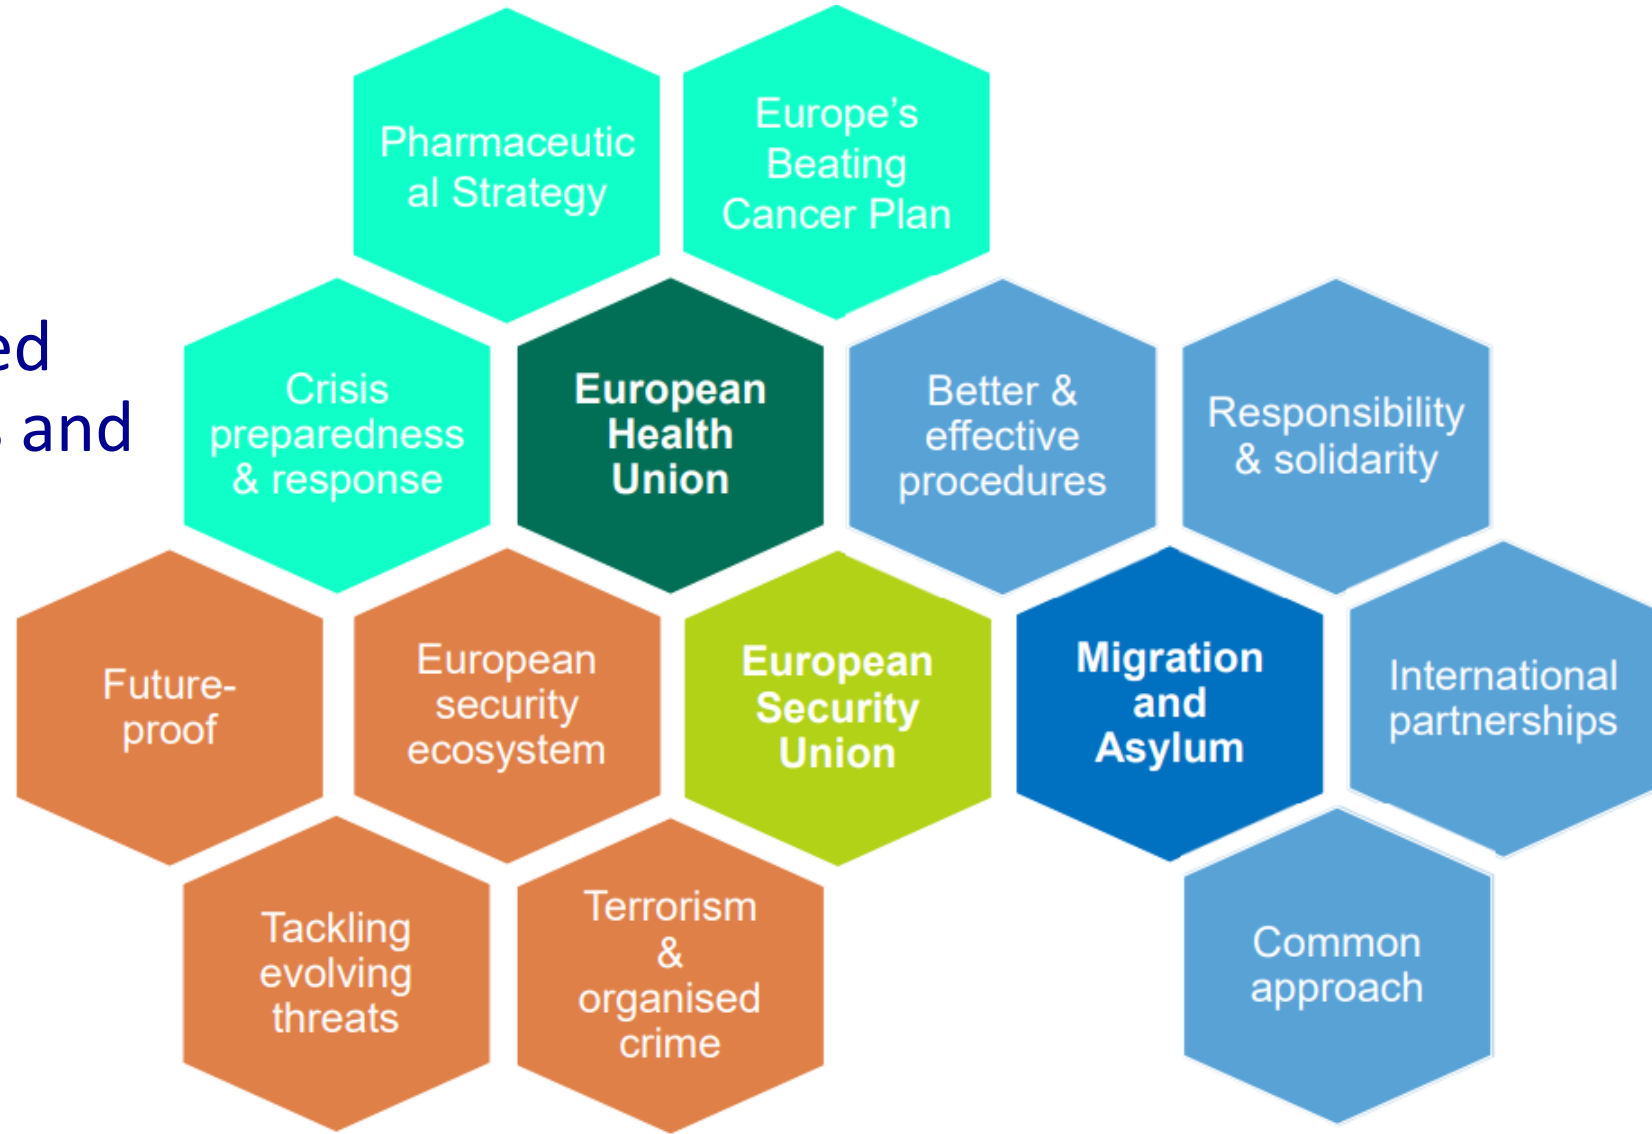 Pharmaceutic
al Strategy
Europe's
Beating
Cancer Plan
ed
and
Crisis
preparedness
& response
European
Health
Union
Better &
effective
procedures
Responsibility
& solidarity
Future-
proof
European
security
ecosystem
European
Security
Union
Migration
and
Asylum
International
partnerships
Tackling
evolving
threats
Terrorism
&
organised
crime
Common
approach